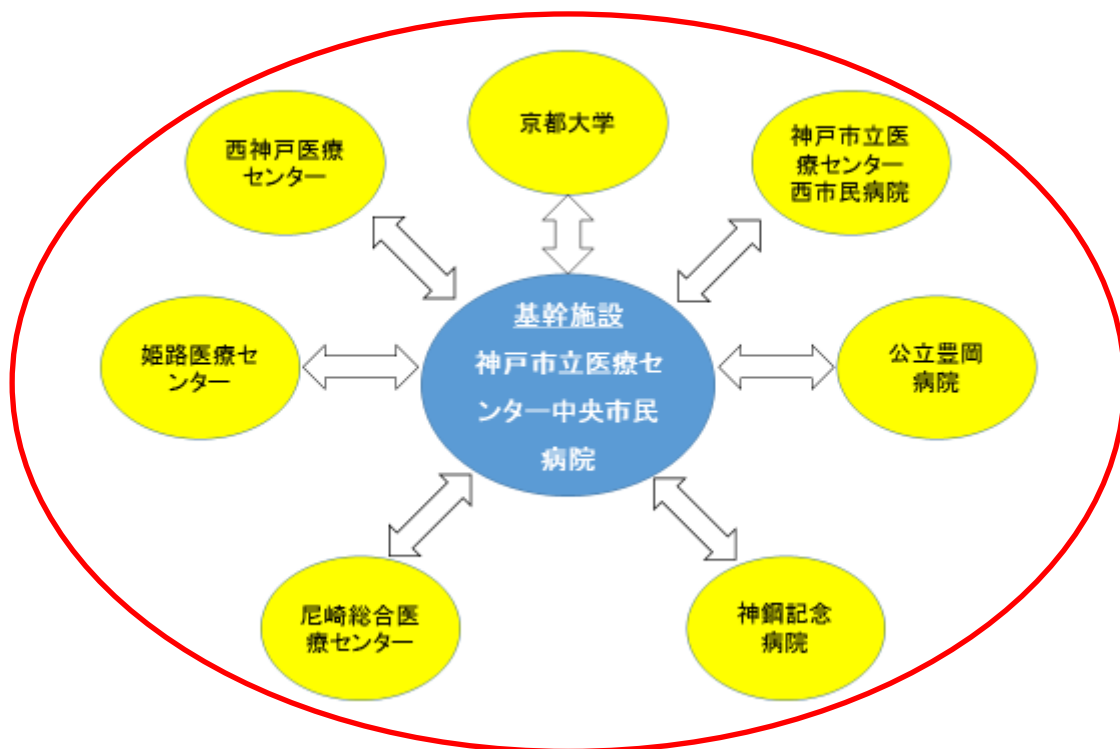 京都大学
西神戸医療
センター
神戸市立医
療センター
西市民病院
基幹施設
神戸市立医療セ
ンター中央市民
病院
姫路医療セ
ンター
公立豊岡
病院
尼崎総合医
療センター
神鋼記念
病院